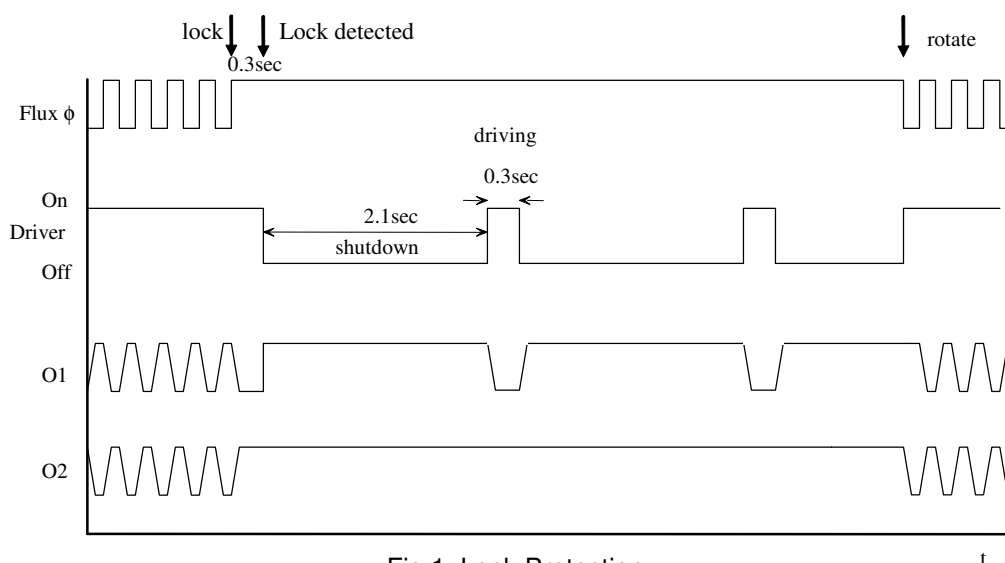 lock
Lock detected
rotate
0.3sec
Flux ϕ
driving
0.3sec
On
2.1sec
Driver
shutdown
Off
O1
O2
t